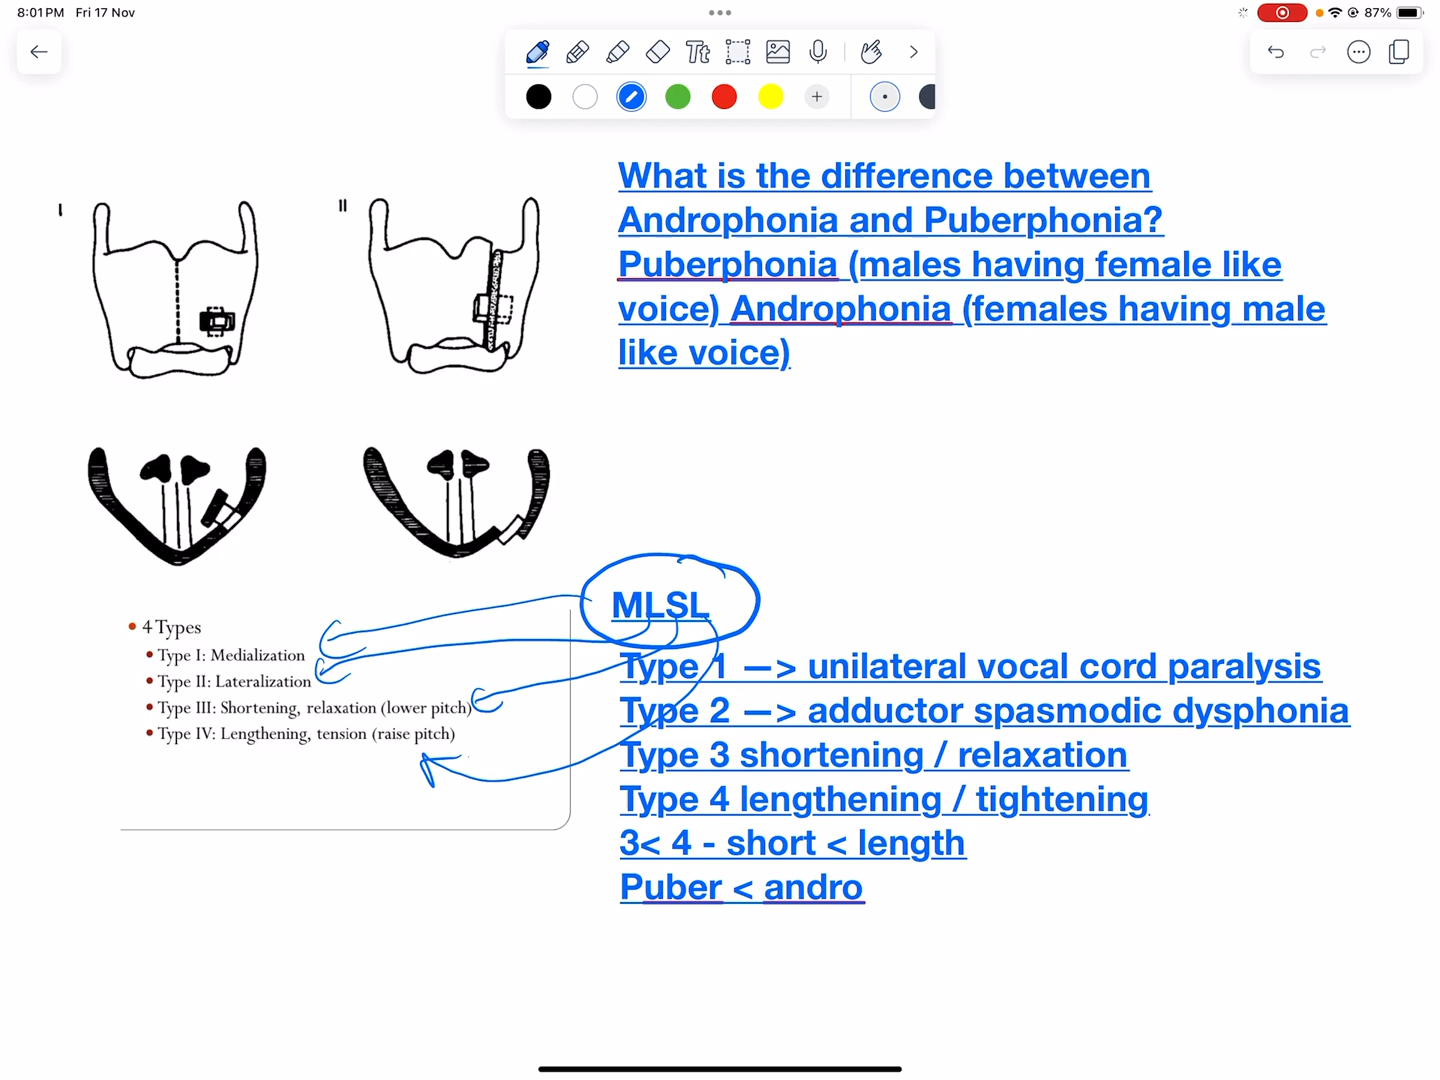 8:01 PM Fri 17 Nov
87%
Tt
I
II
What is the difference between
Androphonia and Puberphonia?
Puberphonia (males having female like
voice) Androphonia (females having male
like voice)
MLSL
4 Types
Type I: Medialization
Type II: Lateralization
Type III: Shortening, relaxation (lower pitch)
Type IV: Lengthening, tension (raise pitch)
Type 1 —> unilateral vocal cord paralysis
Type 2 —> adductor spasmodic dysphonia
Type 3 shortening / relaxation
Type 4 lengthening / tightening
3< 4 - short < length
Puber < andro